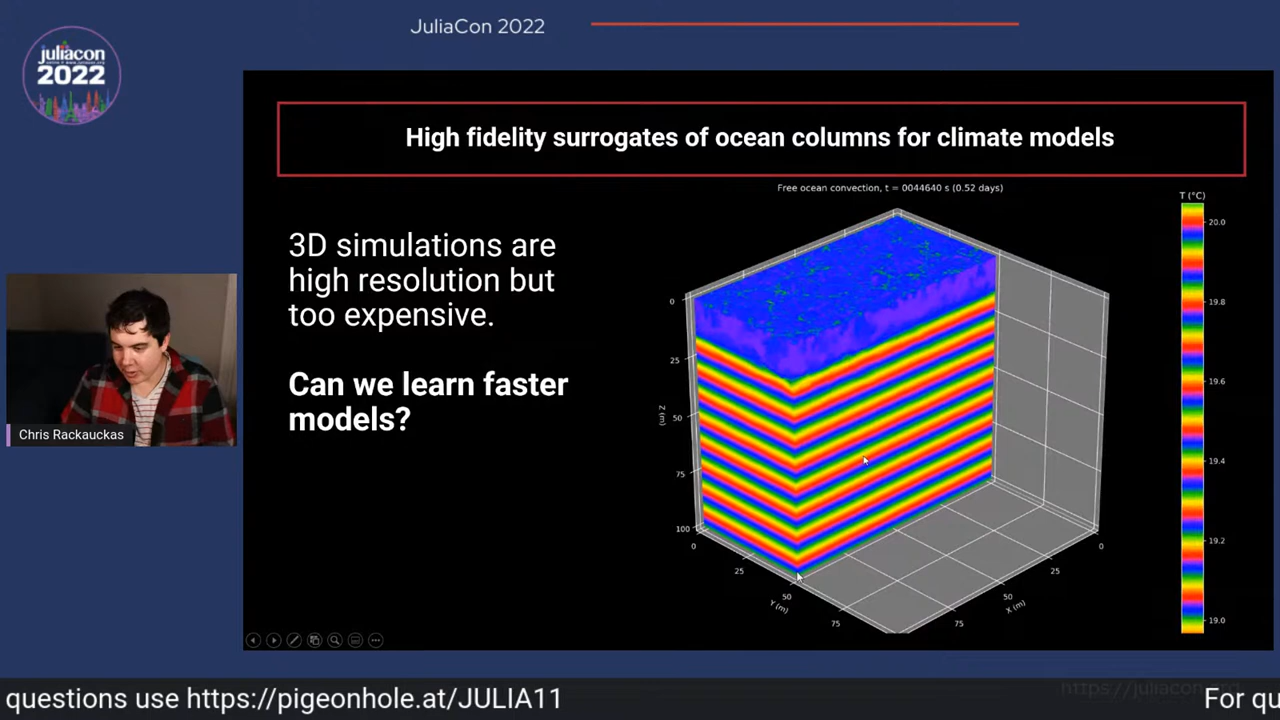 JuliaCon 2022
juliacon
2022
High fidelity surrogates of ocean columns for climate models
Free ocean convection, t = 0044640 s (0.52 days)
T (°C)
3D simulations are
high resolution but
too expensive.
Can we learn faster
models?
20.0
19.8
19.6
19.4
19.2
19.0
0
25
50
75
100
Z (m)
0
25
50
75
Y (m)
0
25
50
75
X (m)
Chris Rackauckas
https://juliacon.org
questions use https://pigeonhole.at/JULIA11
For qu